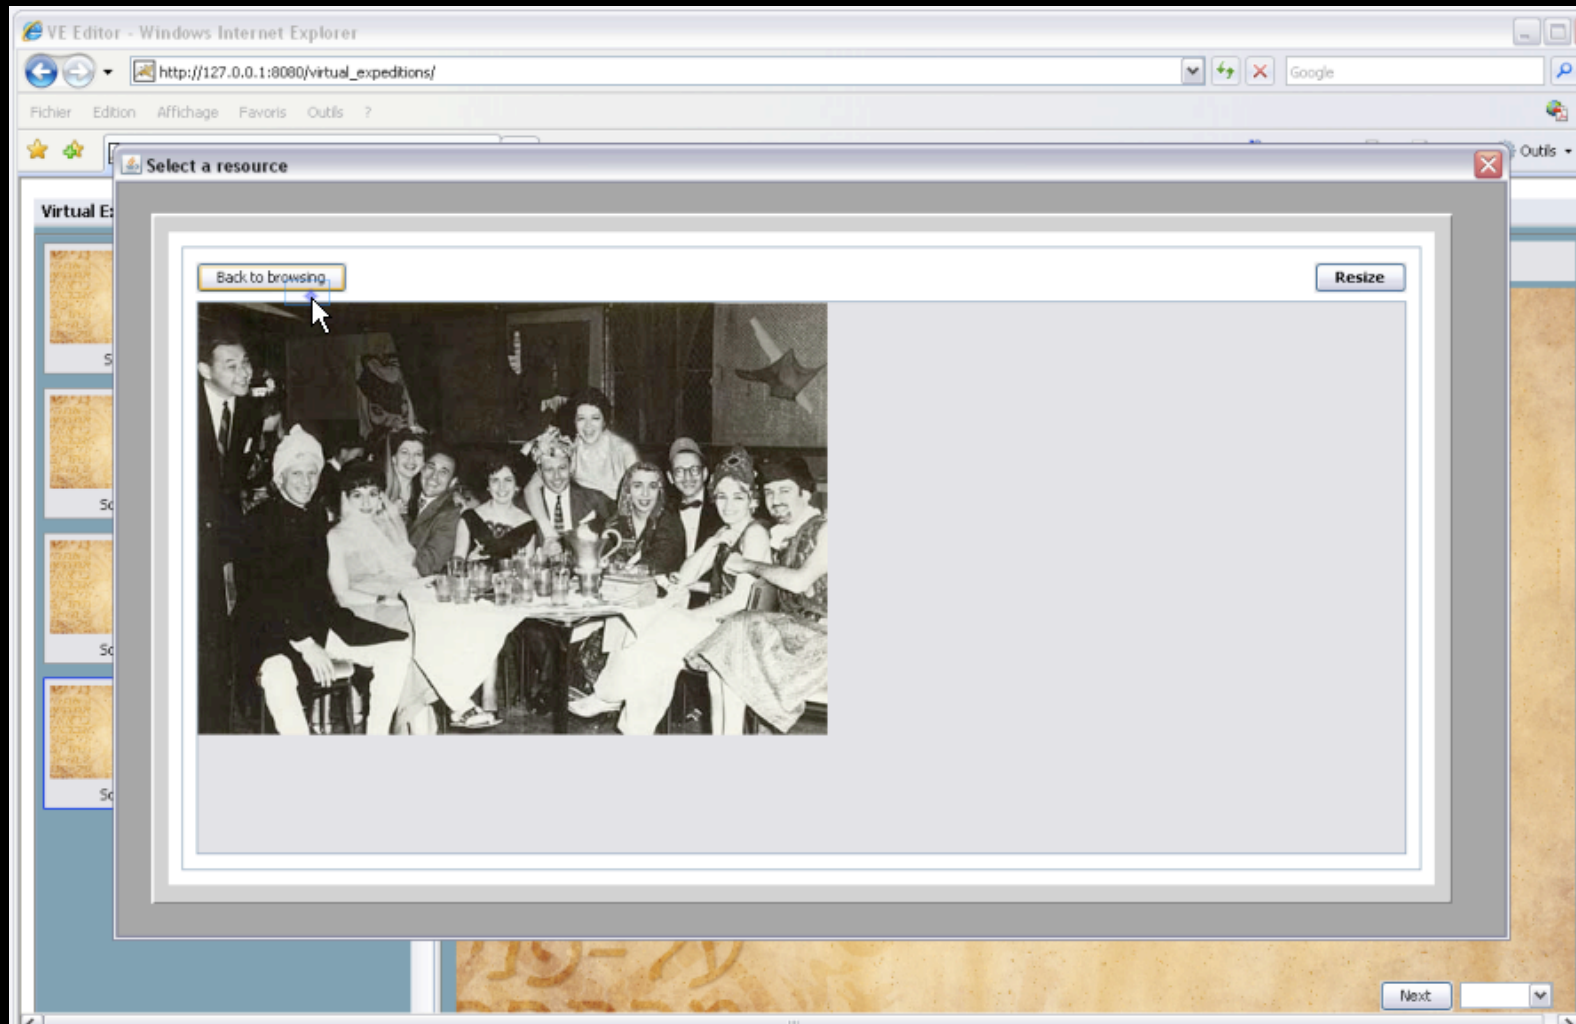 VE Editor - Windows Internet Explorer
http://127.0.0.1:8080/virtual_expeditions/
Google
Fichier Edition Affichage Favoris Outils ?
Outils
Select a resource
Virtual
Back to browsing
Resize
Next